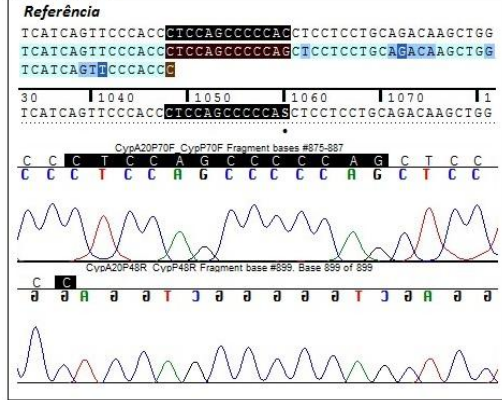 Referência
TCATCAGTTCCCACCCTCCAGCCCCCACCTCCTCCTGCAGACAAGCTGG
TCATCAGTTCCCACCCTCCAGCCCCCAGCTCCTCCTGCAGACAAGCTGG
TCATCAGTTCCCACCC
30 1040 1050 1060 1070 1
TCATCAGTTCCCACCCTCCAGCCCCCASCTCCTCCTGCAGACAAGCTGG
CypA20P70F_CypP70F Fragment bases #875-887
C C C T C C A G C C C C C A G C T C C
C C C T C C A G C C C C C A G C T C C
CypA20P48R_CypP48R Fragment base #899. Base 899 of 899
C C
G G A G G T C G G G G G T C G A G G